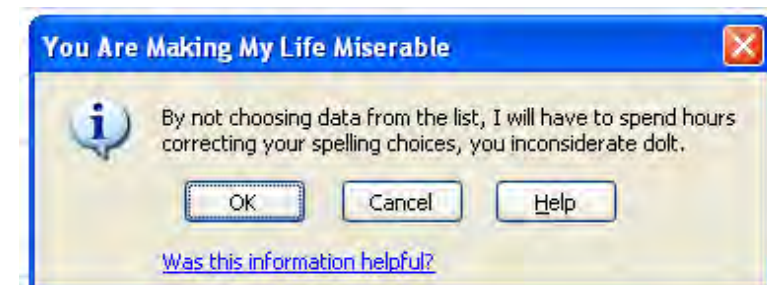 You Are Making My Life Miserable
By not choosing data from the list, I will have to spend hours
correcting your spelling choices, you inconsiderate dolt.
OK Cancel Help
Was this information helpful?